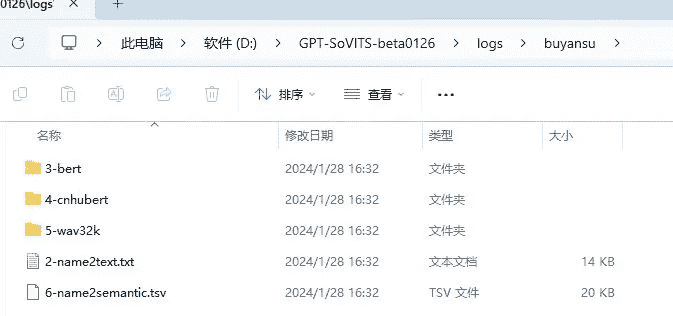 0126\logs
此电脑 > 软件 (D:) > GPT-SoVITS-beta0126 > logs > buyansu >
排序 查看 ...
名称 修改日期 类型 大小
3-bert 2024/1/28 16:32 文件夹
4-cnhubert 2024/1/28 16:32 文件夹
5-wav32k 2024/1/28 16:32 文件夹
2-name2text.txt 2024/1/28 16:32 文本文档 14 KB
6-name2semantic.tsv 2024/1/28 16:32 TSV 文件 20 KB